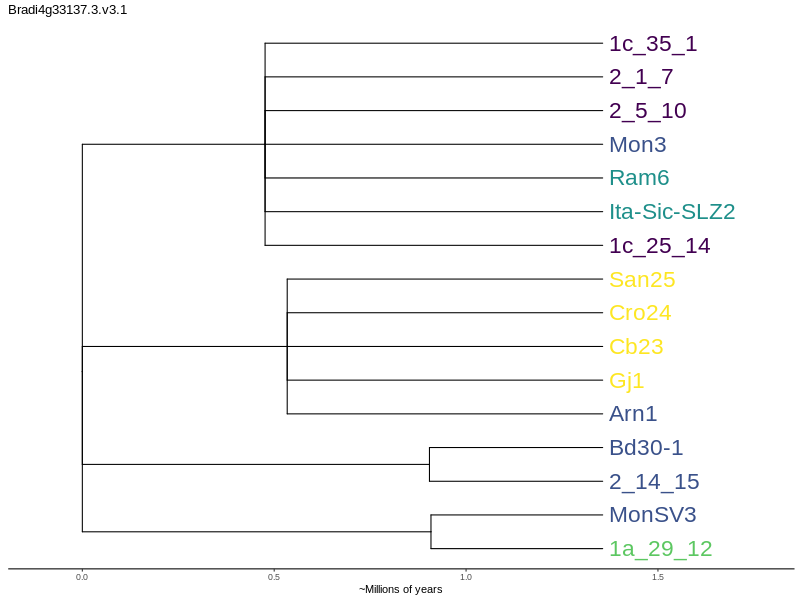 Bradi4g33137.3.v3.1
1c_35_1
2_1_7
2_5_10
Mon3
Ram6
Ita-Sic-SLZ2
1c_25_14
San25
Cro24
Cb23
Gj1
Arn1
Bd30-1
2_14_15
MonSV3
1a_29_12
0.0 0.5 1.0 1.5
~Millions of years